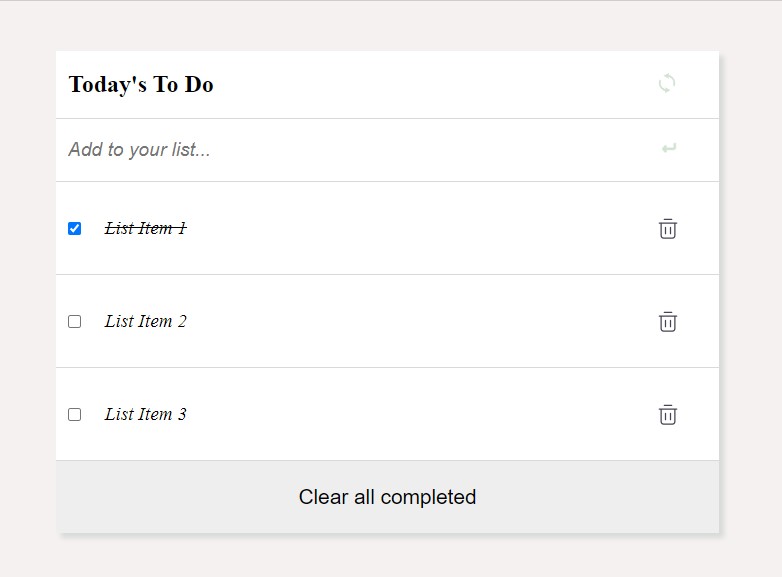 Today's To Do
Add to your list...
List Item 1
List Item 2
List Item 3
Clear all completed